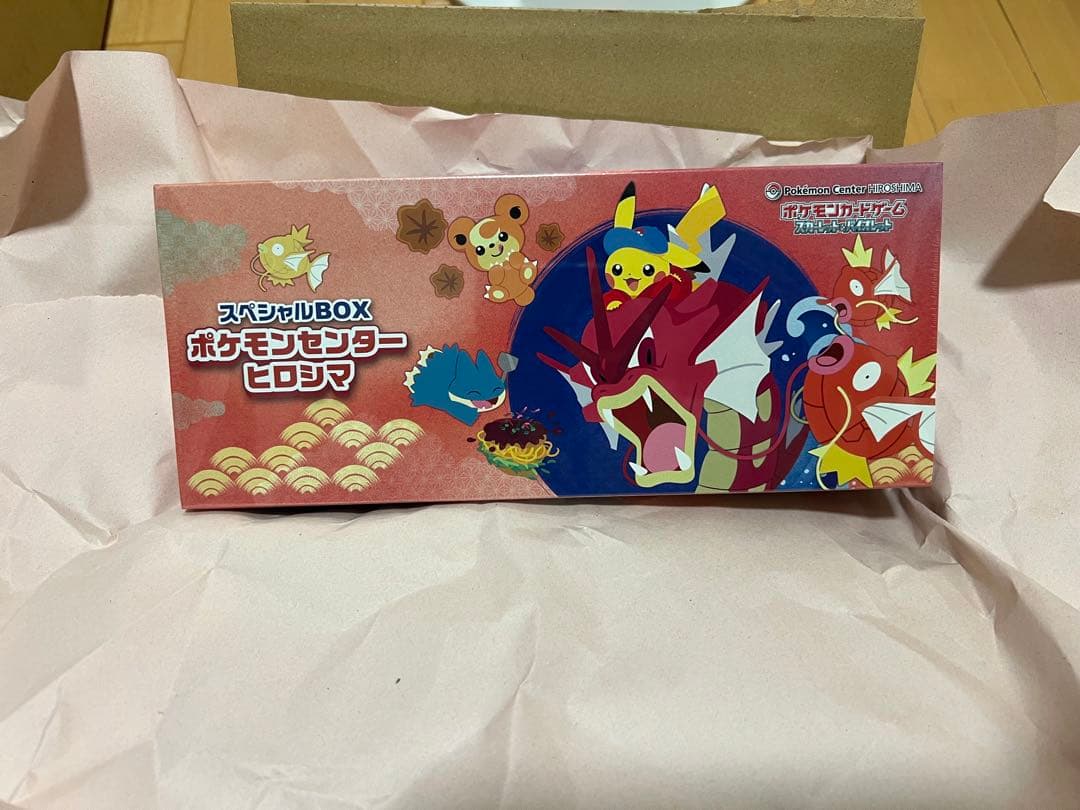 スペシャルBOX
ポケモンセンター
ヒロシマ
Pokémon Center HIROSHIMA
ポケモンカードゲーム
スカーレット&バイオレット